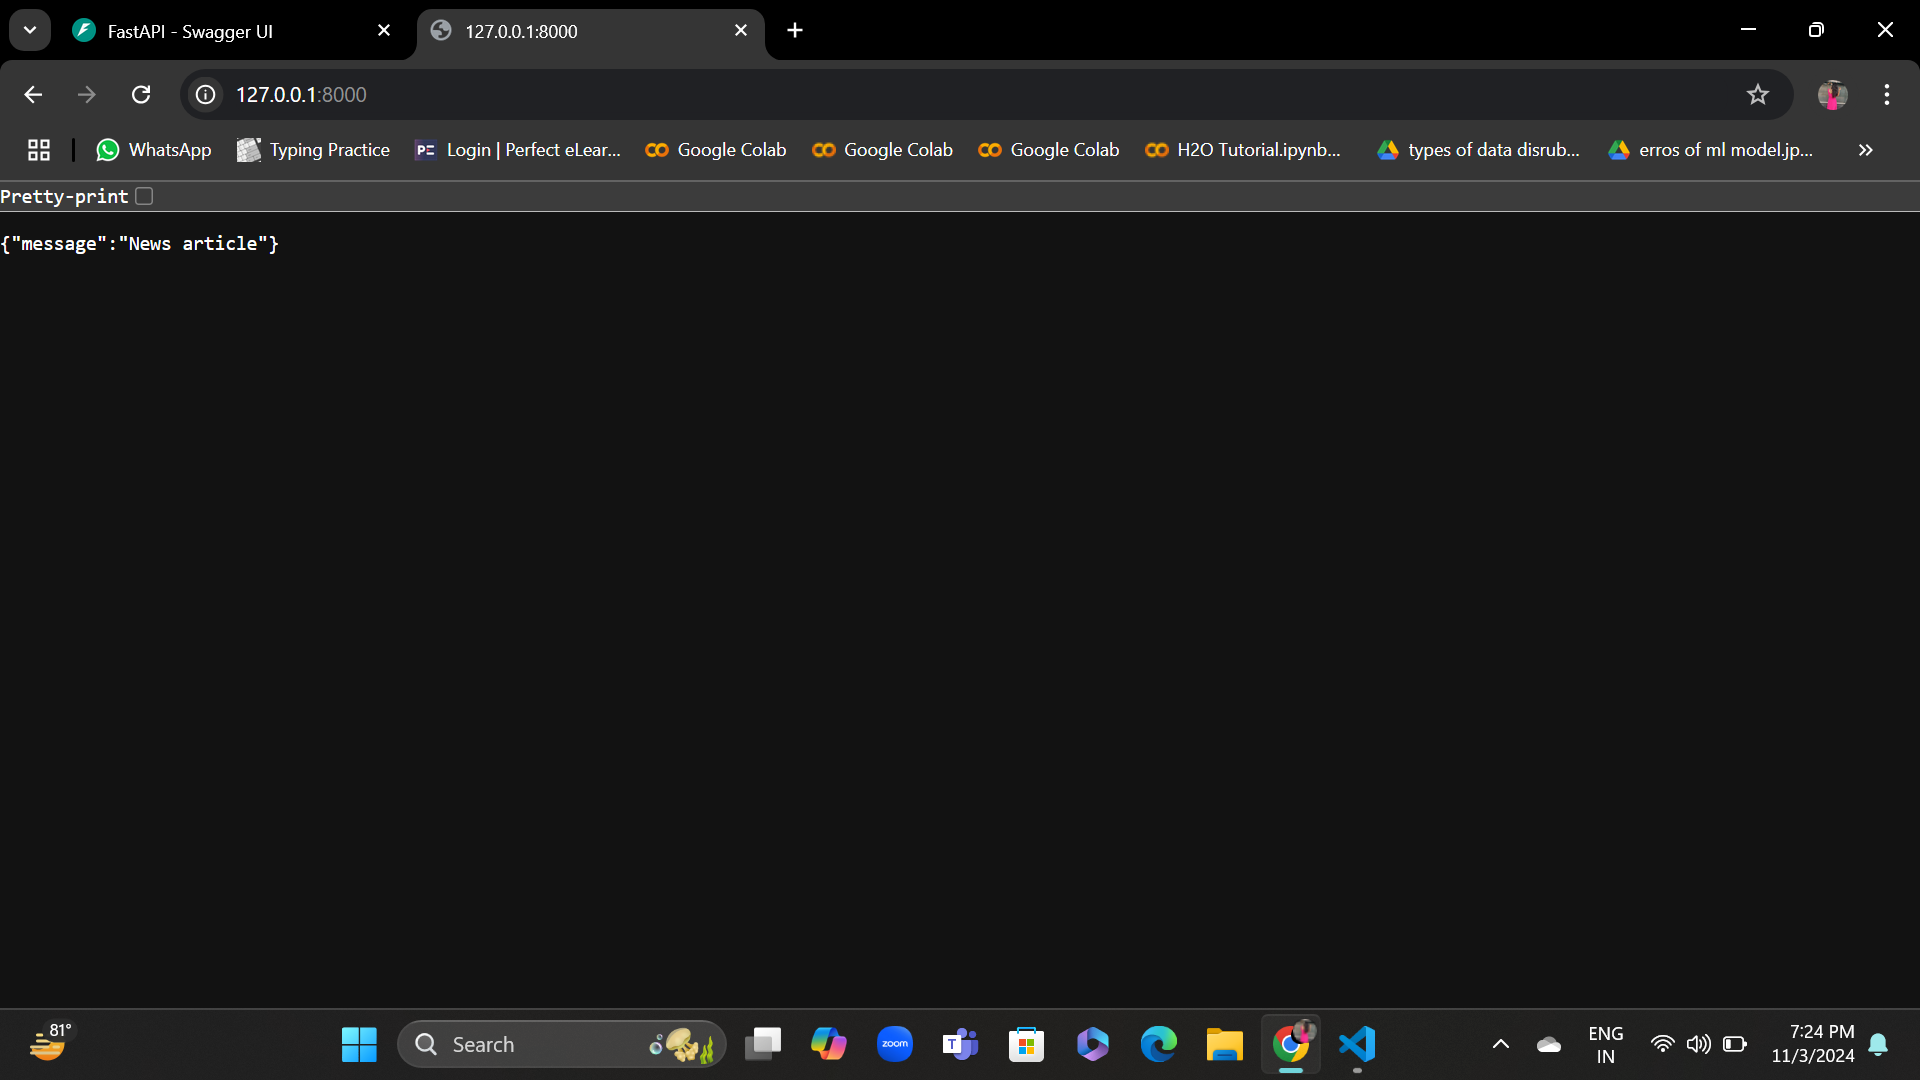 FastAPI - Swagger UI
127.0.0.1:8000
127.0.0.1:8000
WhatsApp
Typing Practice
PE
Login | Perfect eLear...
Google Colab
Google Colab
Google Colab
H2O Tutorial.ipynb...
types of data disrub...
erros of ml model.jp...
Pretty-print
{"message":"News article"}
81°
Search
zoom
T
ENG
IN
7:24 PM
11/3/2024